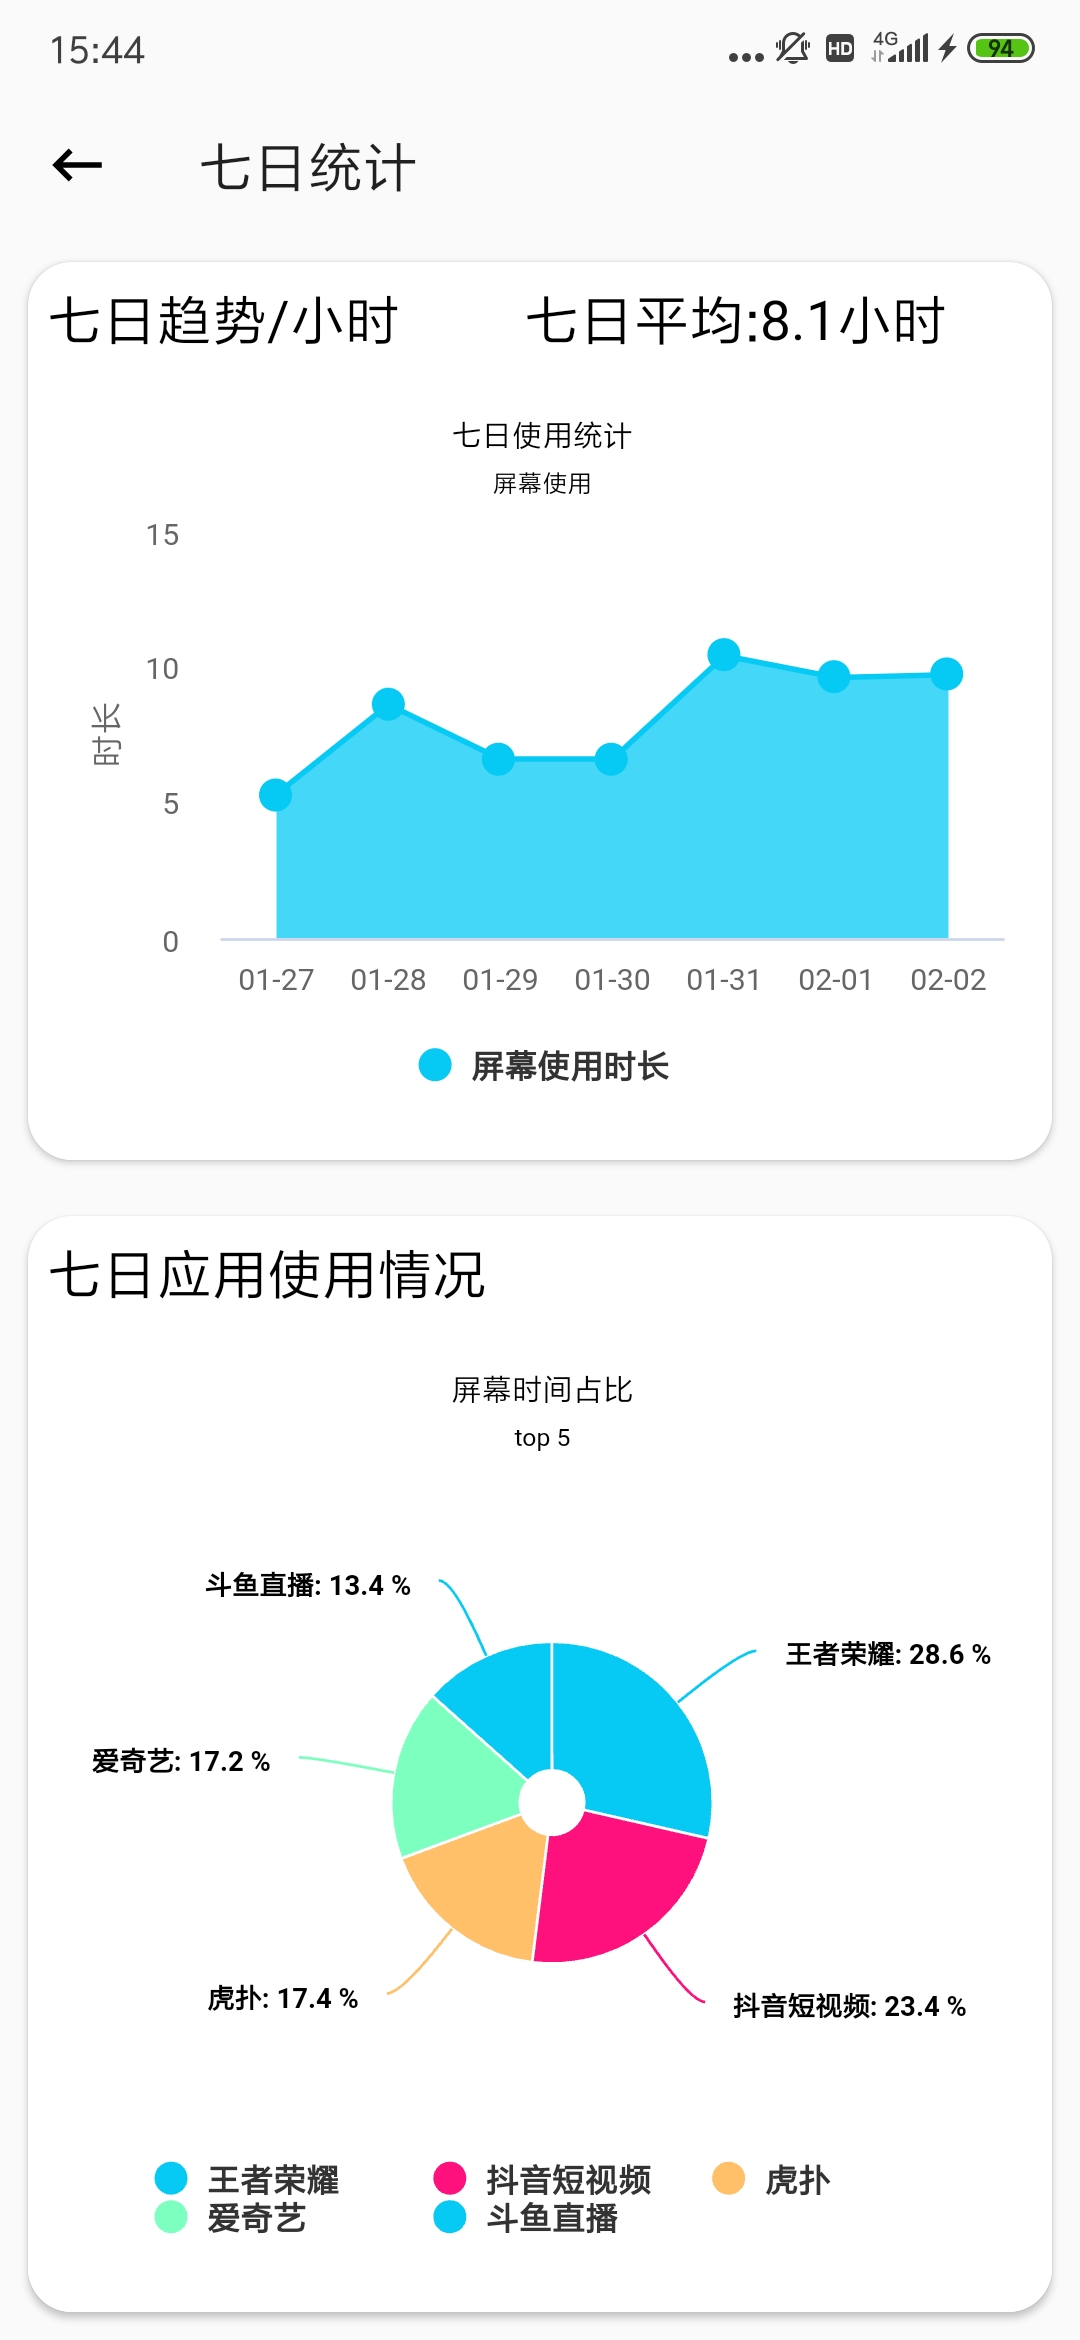 15:44
4G
HD
94
七日统计
七日趋势/小时 七日平均:8.1小时
七日使用统计
屏幕使用
时长
15
10
5
0
01-27 01-28 01-29 01-30 01-31 02-01 02-02
屏幕使用时长
七日应用使用情况
屏幕时间占比
top 5
斗鱼直播: 13.4 %
王者荣耀: 28.6 %
爱奇艺: 17.2 %
虎扑: 17.4 %
抖音短视频: 23.4 %
王者荣耀 抖音短视频 虎扑
爱奇艺 斗鱼直播